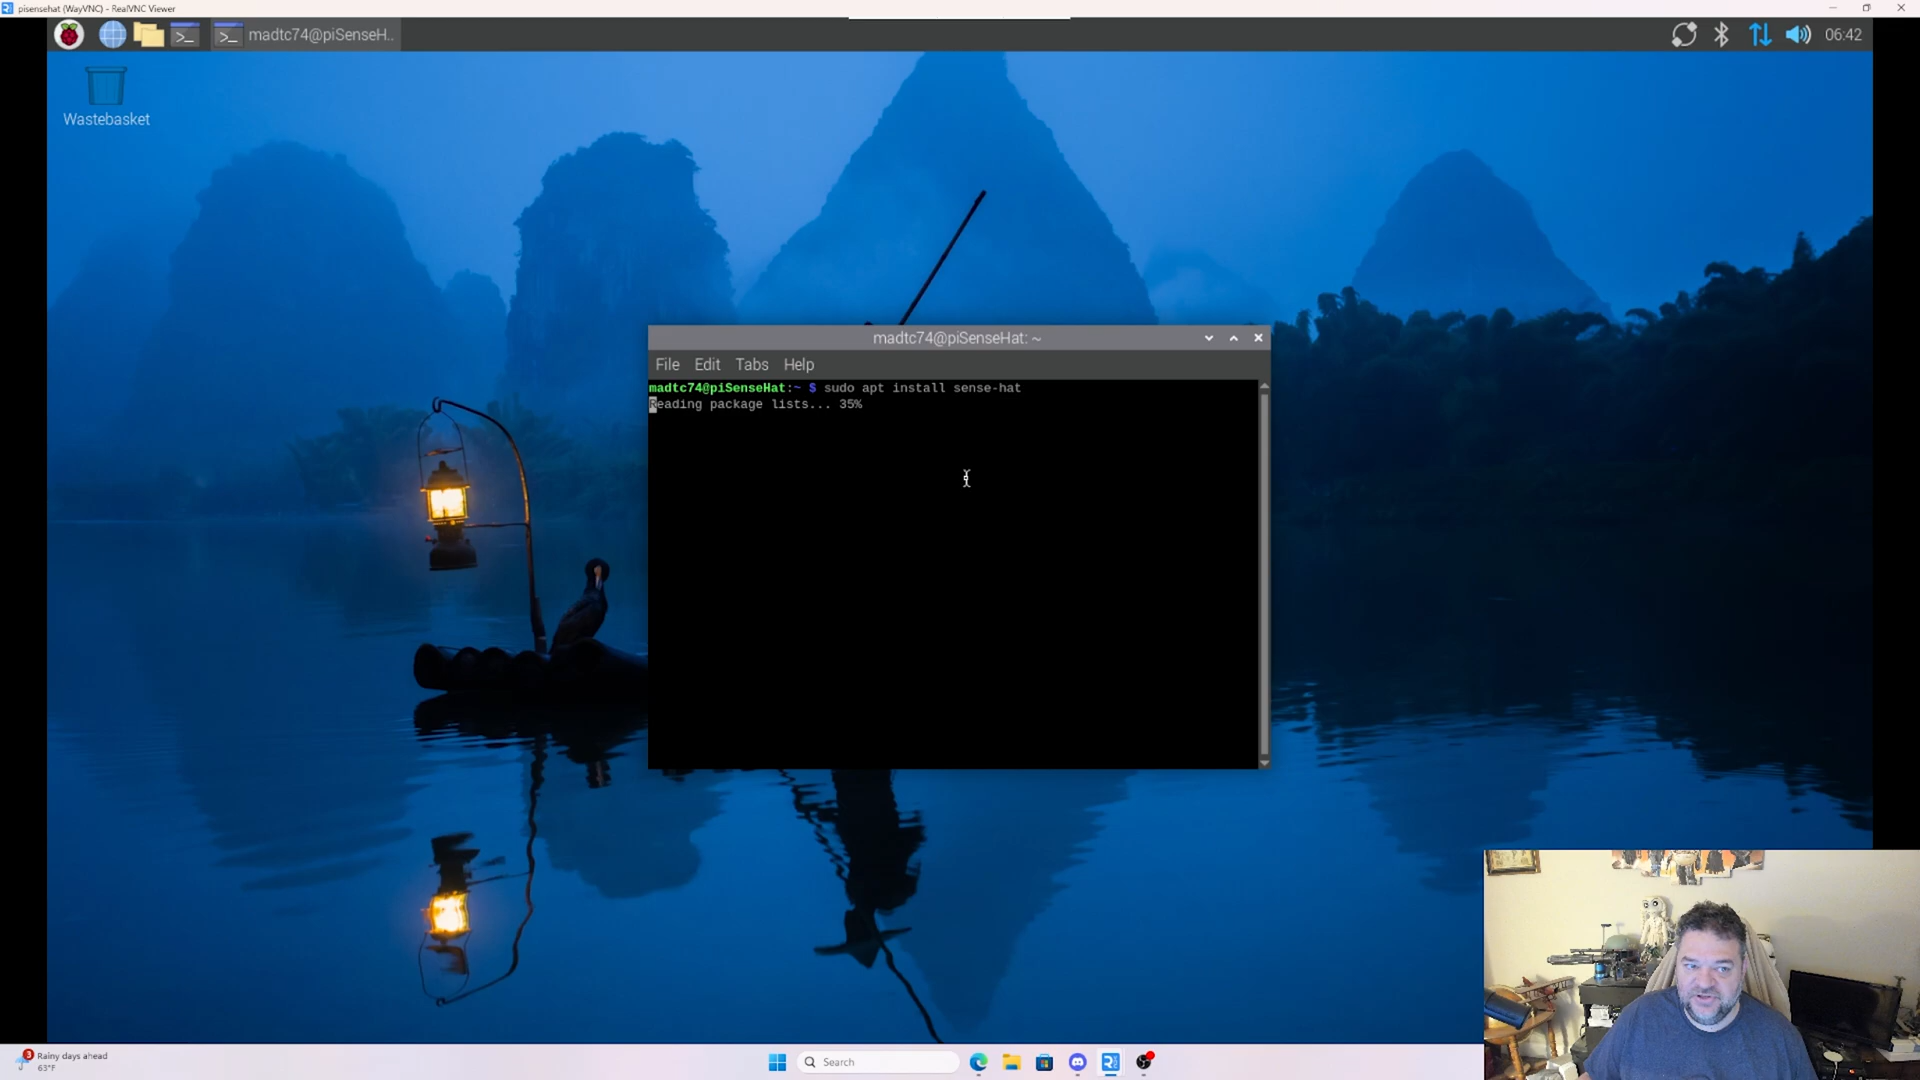 pisensehat (WayVNC) - RealVNC Viewer
madtc74@piSenseH..
06:42
Wastebasket
madtc74@piSenseHat: ~
File Edit Tabs Help
madtc74@piSenseHat:~ $ sudo apt install sense-hat
Reading package lists... 35%
3
Rainy days ahead
63°F
Search